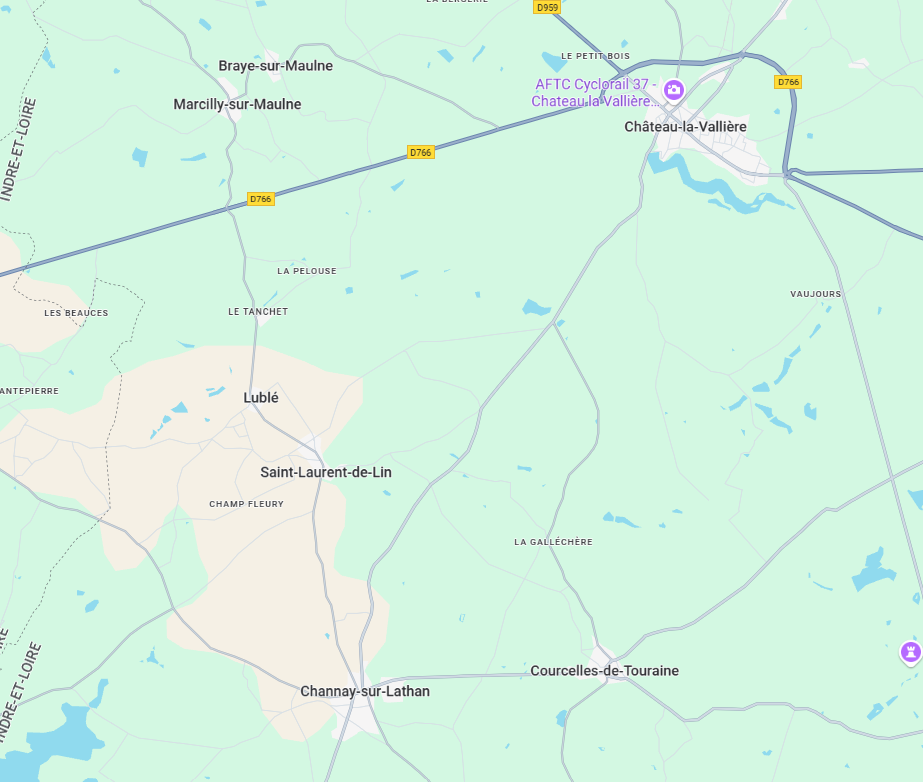 LA BERGERIE
D959
LE PETIT BOIS
Braye-sur-Maulne
D766
AFTC Cyclorail 37 -
Chateau la Vallière...
Marcilly-sur-Maulne
Château-la-Vallière
INDRE-ET-LOIRE
D766
D766
LA PELOUSE
VAUJOURS
LES BEAUCES
LE TANCHET
ANTEPIERRE
Lublé
Saint-Laurent-de-Lin
CHAMP FLEURY
LA GALLÉCHÈRE
INDRE-ET-LOIRE
Courcelles-de-Touraine
Channay-sur-Lathan